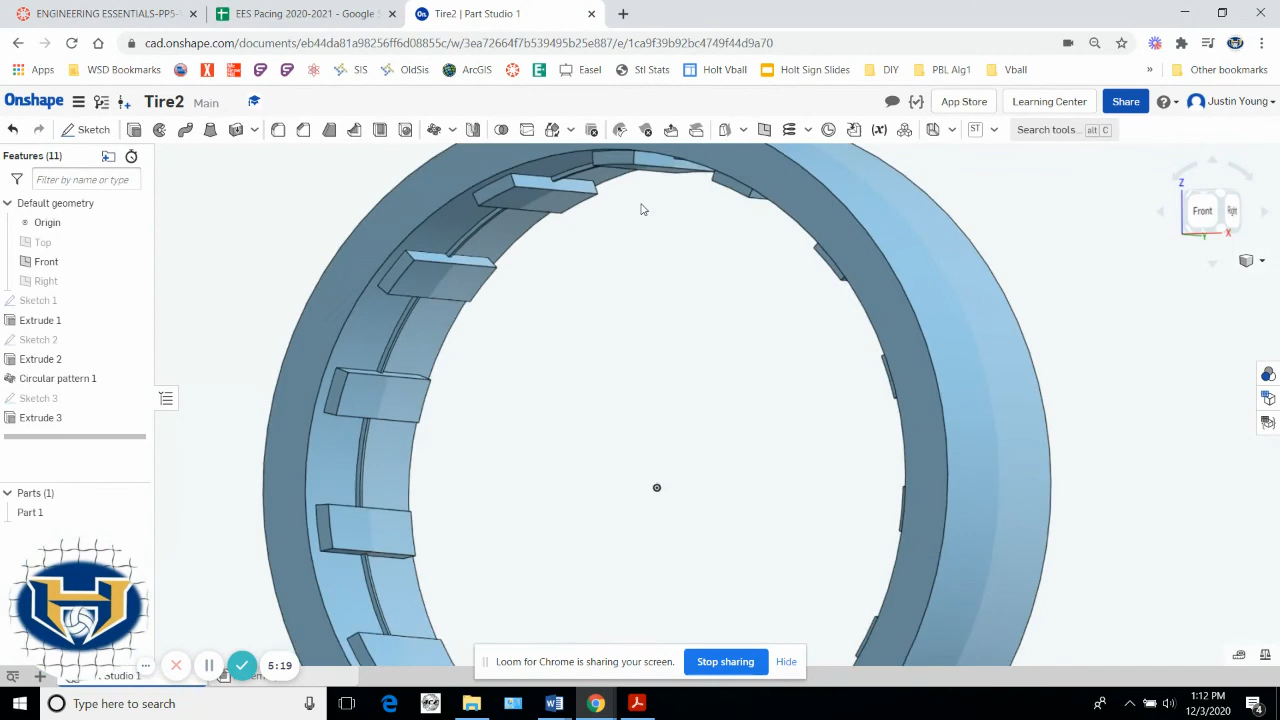 ENGINEERING ESSENTIALS-PP5-
EES Pacing 2020-2021 - Google S
Tire2 | Part Studio 1
cad.onshape.com/documents/eb44da81a98256ff6d08855c/w/3ea72664f7b539495b25e887/e/1ca9f39b92bc4749f44d9a70
Apps
WSD Bookmarks
SIS
OldSis
ArcGIS
Easel
Stl Stats
Holt Vball
Holt Sign Slides
DIY
PBL Alg1
Vball
»
Other bookmarks
Onshape
Tire2 Main
App Store
Learning Center
Share
Justin Young
Sketch
Search tools... alt C
Features (11)
Filter by name or type
Default geometry
Origin
Top
Front
Right
Sketch 1
Extrude 1
Sketch 2
Extrude 2
Circular pattern 1
Sketch 3
Extrude 3
Parts (1)
Part 1
Z
Front
Right
X
Y
5:19
Loom for Chrome is sharing your screen.
Stop sharing
Hide
t Studio 1
Type here to search
1:12 PM
12/3/2020
4